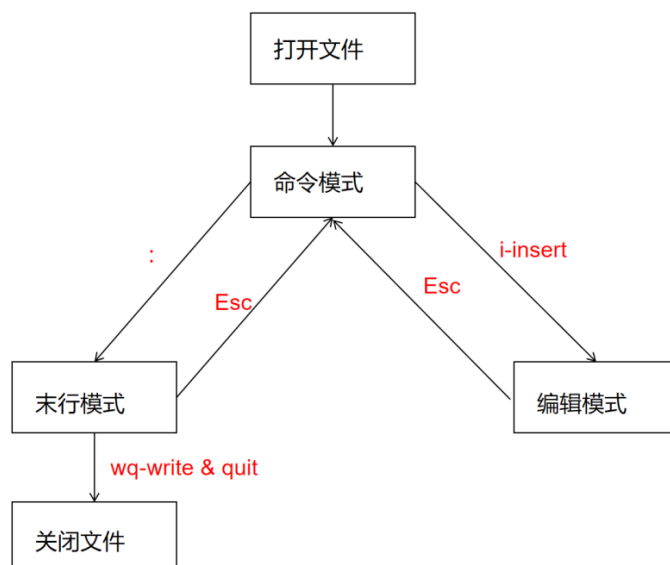 打开文件
命令模式
:
i-insert
Esc
Esc
末行模式
编辑模式
wq-write & quit
关闭文件